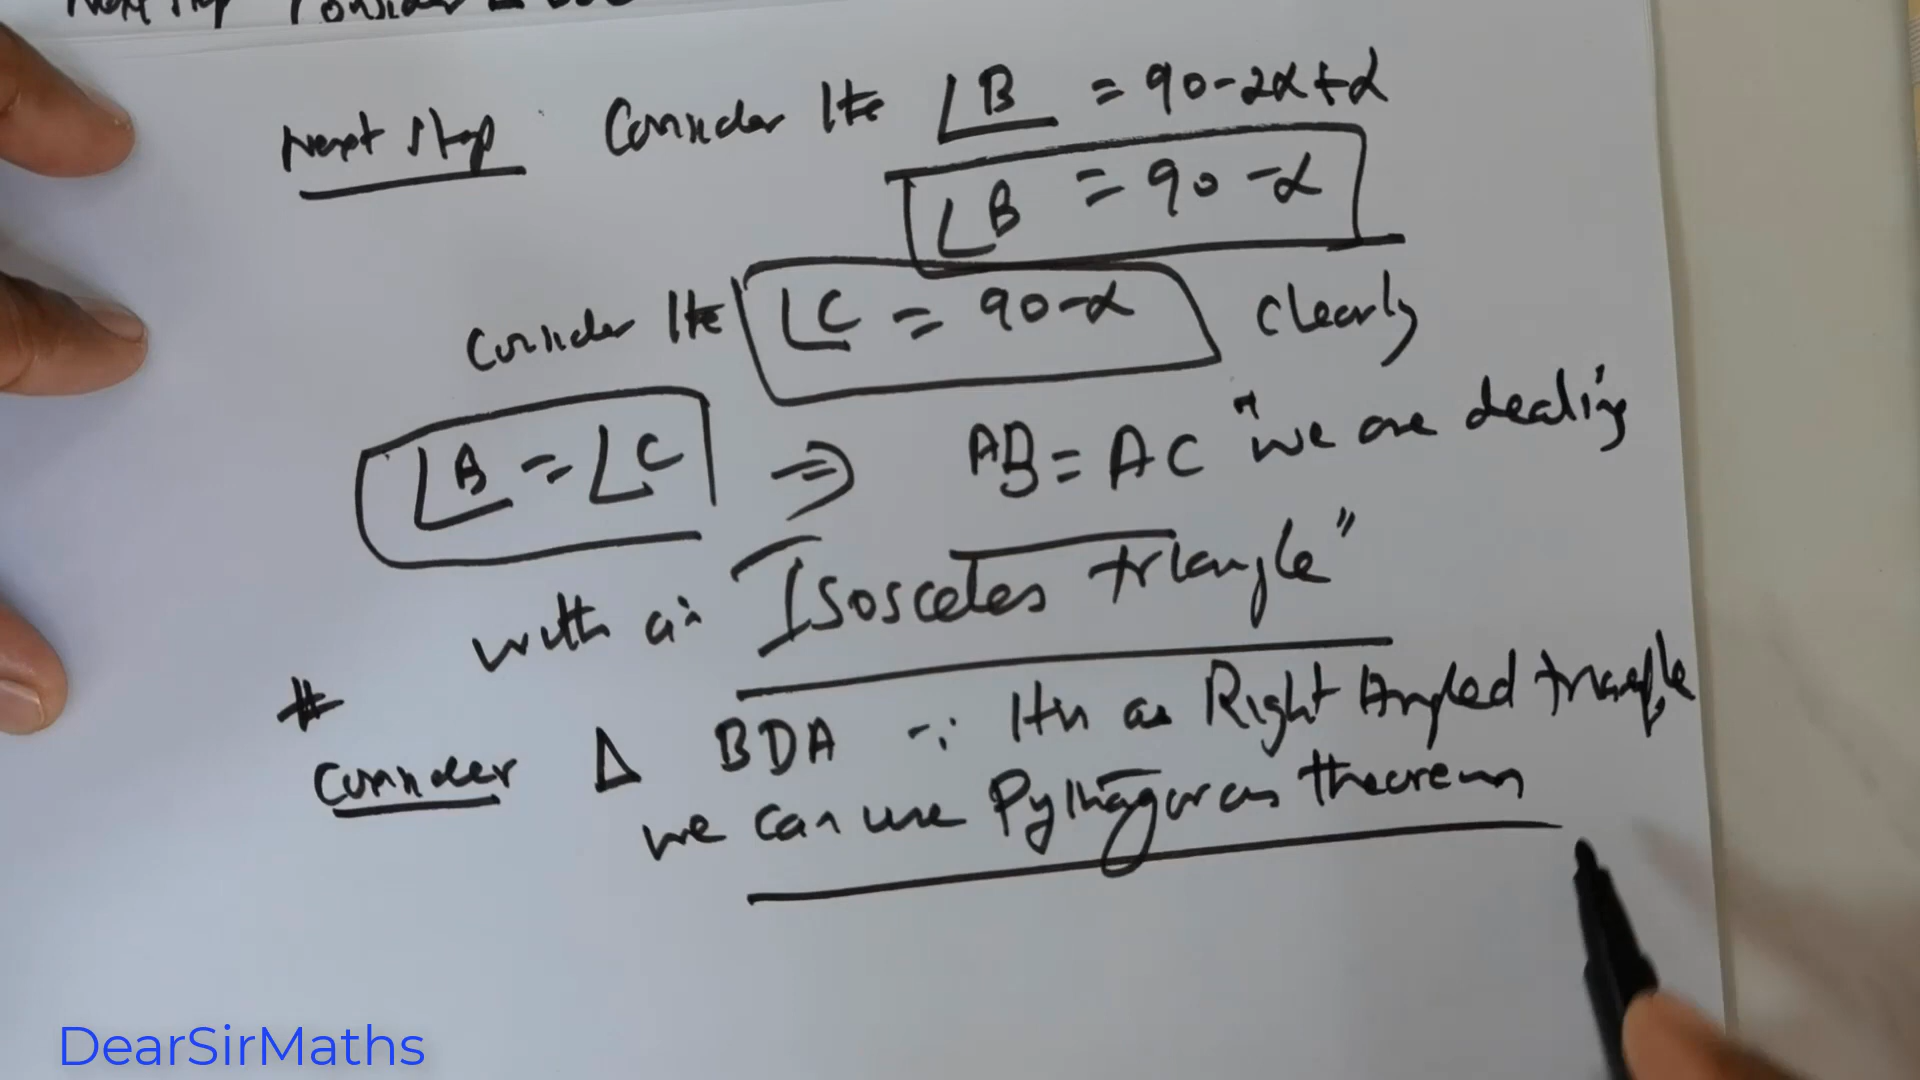 Next step Consider the ∠B = 90-2α+α
∠B = 90-α
Consider the ∠C = 90-α clearly
∠B = ∠C ⇒ AB = AC "we are dealing
with an Isosceles triangle"
#
Consider Δ BDA ∵ Its a Right Angled triangle
we can use Pythagoras theorem
DearSirMaths